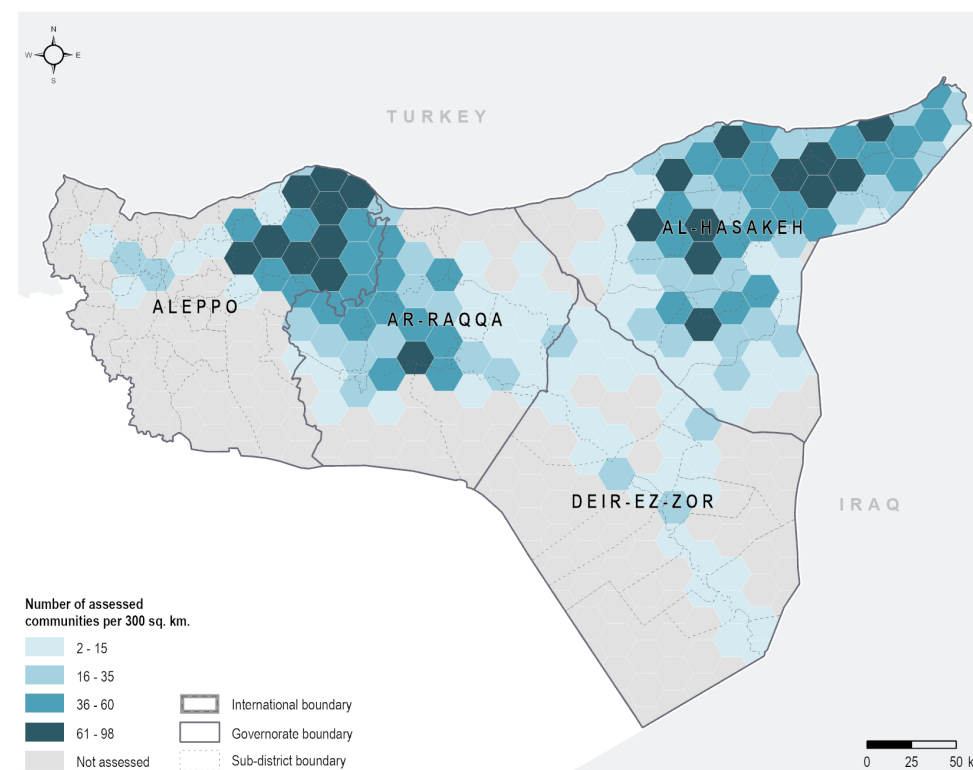 N
W E
S
TURKEY
AL-HASAKEH
ALEPPO
AR-RAQQA
DEIR-EZ-ZOR
IRAQ
Number of assessed
communities per 300 sq. km.
2 - 15
16 - 35
36 - 60
61 - 98
Not assessed
International boundary
Governorate boundary
Sub-district boundary
0 25 50 k